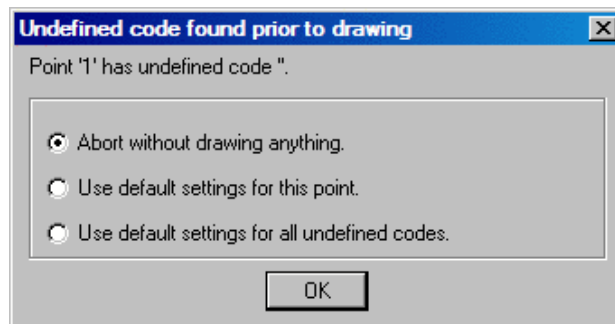 Undefined code found prior to drawing
Point '1' has undefined code ''.
Abort without drawing anything.
Use default settings for this point.
Use default settings for all undefined codes.
OK